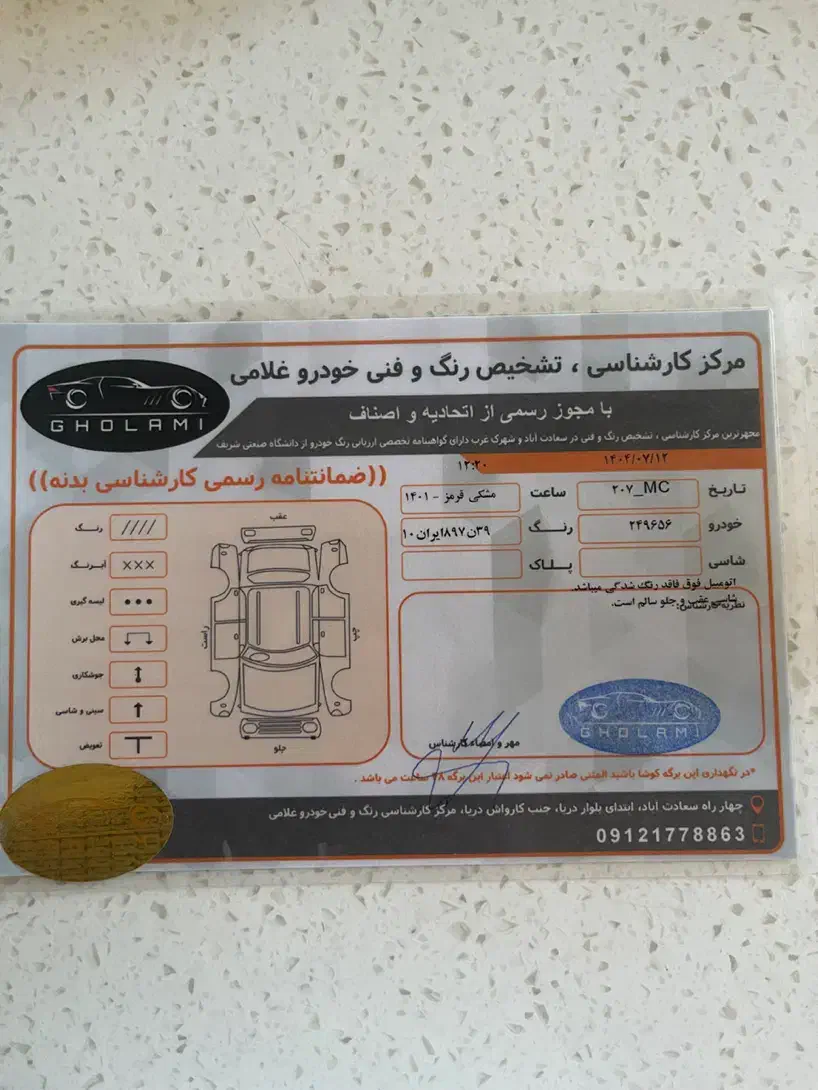 مرکز کارشناسی ، تشخیص رنگ و فنی خودرو غلامی
GHOLAMI
با مجوز رسمی از اتحادیه و اصناف
مجهزترین مرکز کارشناسی ، تشخیص رنگ و فنی در سعادت آباد و شهرک غرب دارای گواهینامه تخصصی ارزیابی رنگ خودرو از دانشگاه صنعتی شریف
۱۴۰۴/۰۷/۱۲ ۱۲:۲۰
((ضمانتنامه رسمی کارشناسی بدنه))
تاریخ ۲۰۷_MC ساعت مشکی قرمز - ۱۴۰۱
خودرو ۲۴۹۶۵۶ رنگ ۳۹ن۸۹۷ایران۱۰
شاسی پلاک
اتومبیل فوق فاقد رنگ شدگی میباشد.
شاسی عقب و جلو سالم است.
نظریه کارشناس:
رنگ ////
آبرنگ ×××
لیسه گیری •••
محل برش
جوشکاری
سینی و شاسی
تعویض
عقب
راست
چپ
جلو
GHOLAMI
مهر و امضاء کارشناس
*در نگهداری این برگه کوشا باشید المثنی صادر نمی شود اعتبار این برگه ۴۸ ساعت می باشد .
چهار راه سعادت آباد، ابتدای بلوار دریا، جنب کارواش دریا، مرکز کارشناسی رنگ و فنی خودرو غلامی
09121778863